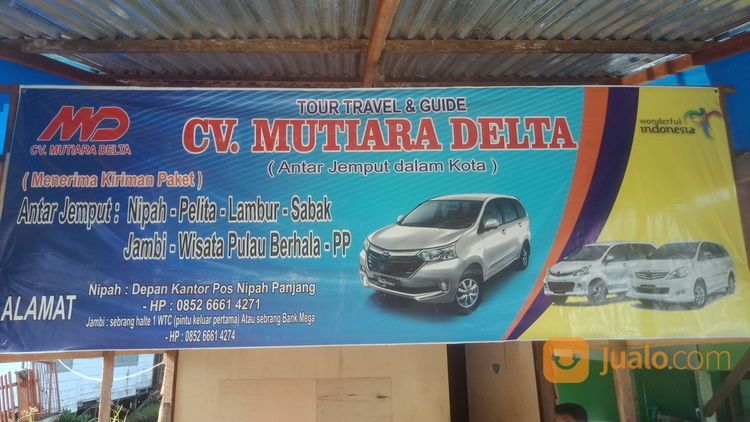 TOUR TRAVEL & GUIDE
CV. MUTIARA DELTA
( Antar Jemput dalam Kota )
MD
CV. MUTIARA DELTA
wonderful
indonesia
( Menerima Kiriman Paket )
Antar Jemput : Nipah - Pelita - Lambur - Sabak
Jambi - Wisata Pulau Berhala - PP
ALAMAT
Nipah : Depan Kantor Pos Nipah Panjang
- HP : 0852 6661 4271
Jambi : sebrang halte 1 WTC (pintu keluar pertama) Atau sebrang Bank Mega
- HP : 0852 6661 4274
jualo.com